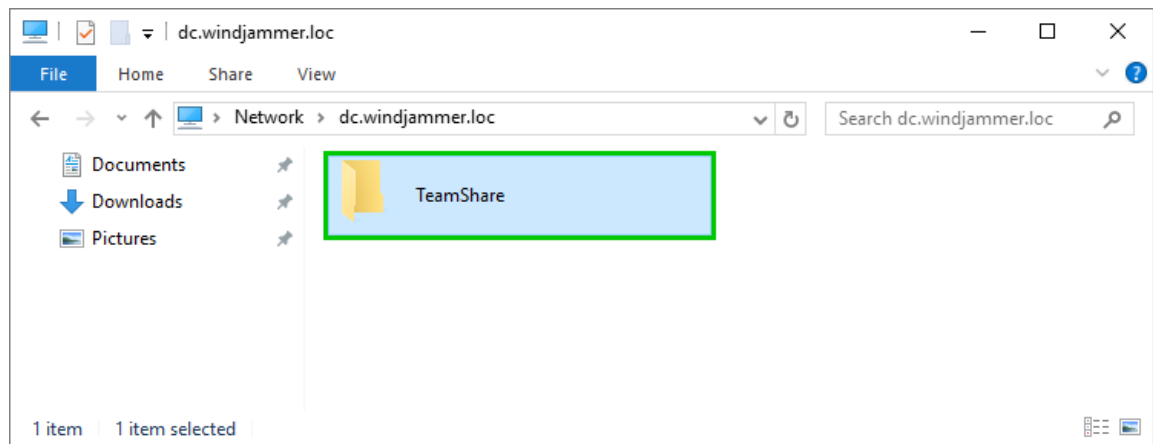 dc.windjammer.loc
File Home Share View
Network > dc.windjammer.loc Search dc.windjammer.loc
Documents
Downloads
Pictures
TeamShare
1 item 1 item selected